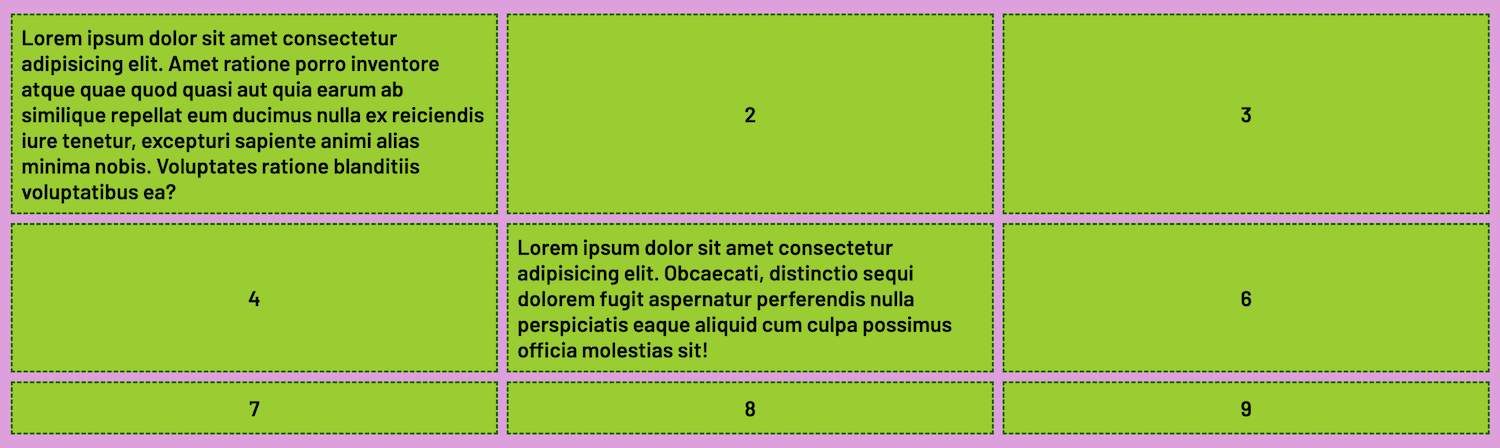 Lorem ipsum dolor sit amet consectetur
adipisicing elit. Amet ratione porro inventore
atque quae quod quasi aut quia earum ab
similique repellat eum ducimus nulla ex reiciendis
iure tenetur, excepturi sapiente animi alias
minima nobis. Voluptates ratione blanditiis
voluptatibus ea?
2
3
4
Lorem ipsum dolor sit amet consectetur
adipisicing elit. Obcaecati, distinctio sequi
dolorem fugit aspernatur perferendis nulla
perspiciatis eaque aliquid cum culpa possimus
officia molestias sit!
6
7
8
9